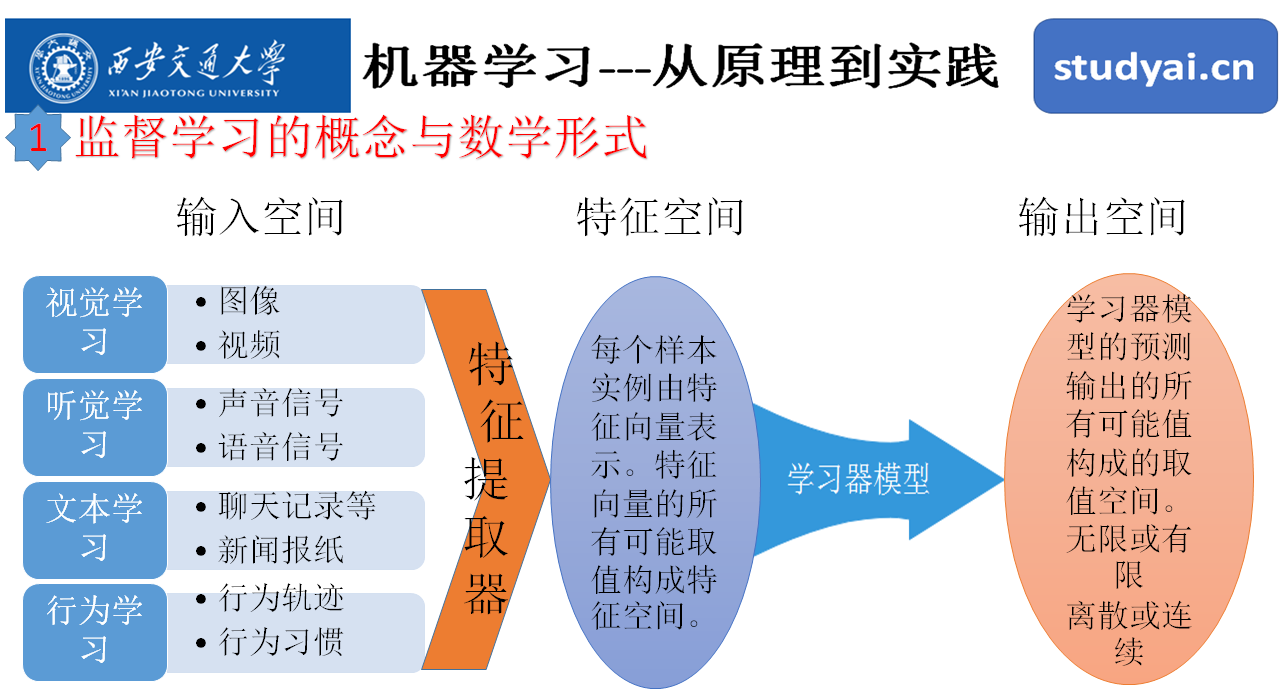 西安交通大学
XI'AN JIAOTONG UNIVERSITY
机器学习---从原理到实践
studyai.cn
1 监督学习的概念与数学形式
输入空间
特征空间
输出空间
视觉学
习
• 图像
• 视频
听觉学
习
• 声音信号
• 语音信号
文本学
习
• 聊天记录等
• 新闻报纸
行为学
习
• 行为轨迹
• 行为习惯
特
征
提
取
器
每个样本
实例由特
征向量表
示。特征
向量的所
有可能取
值构成特
征空间。
学习器模型
学习器模
型的预测
输出的所
有可能值
构成的取
值空间。
无限或有
限
离散或连
续